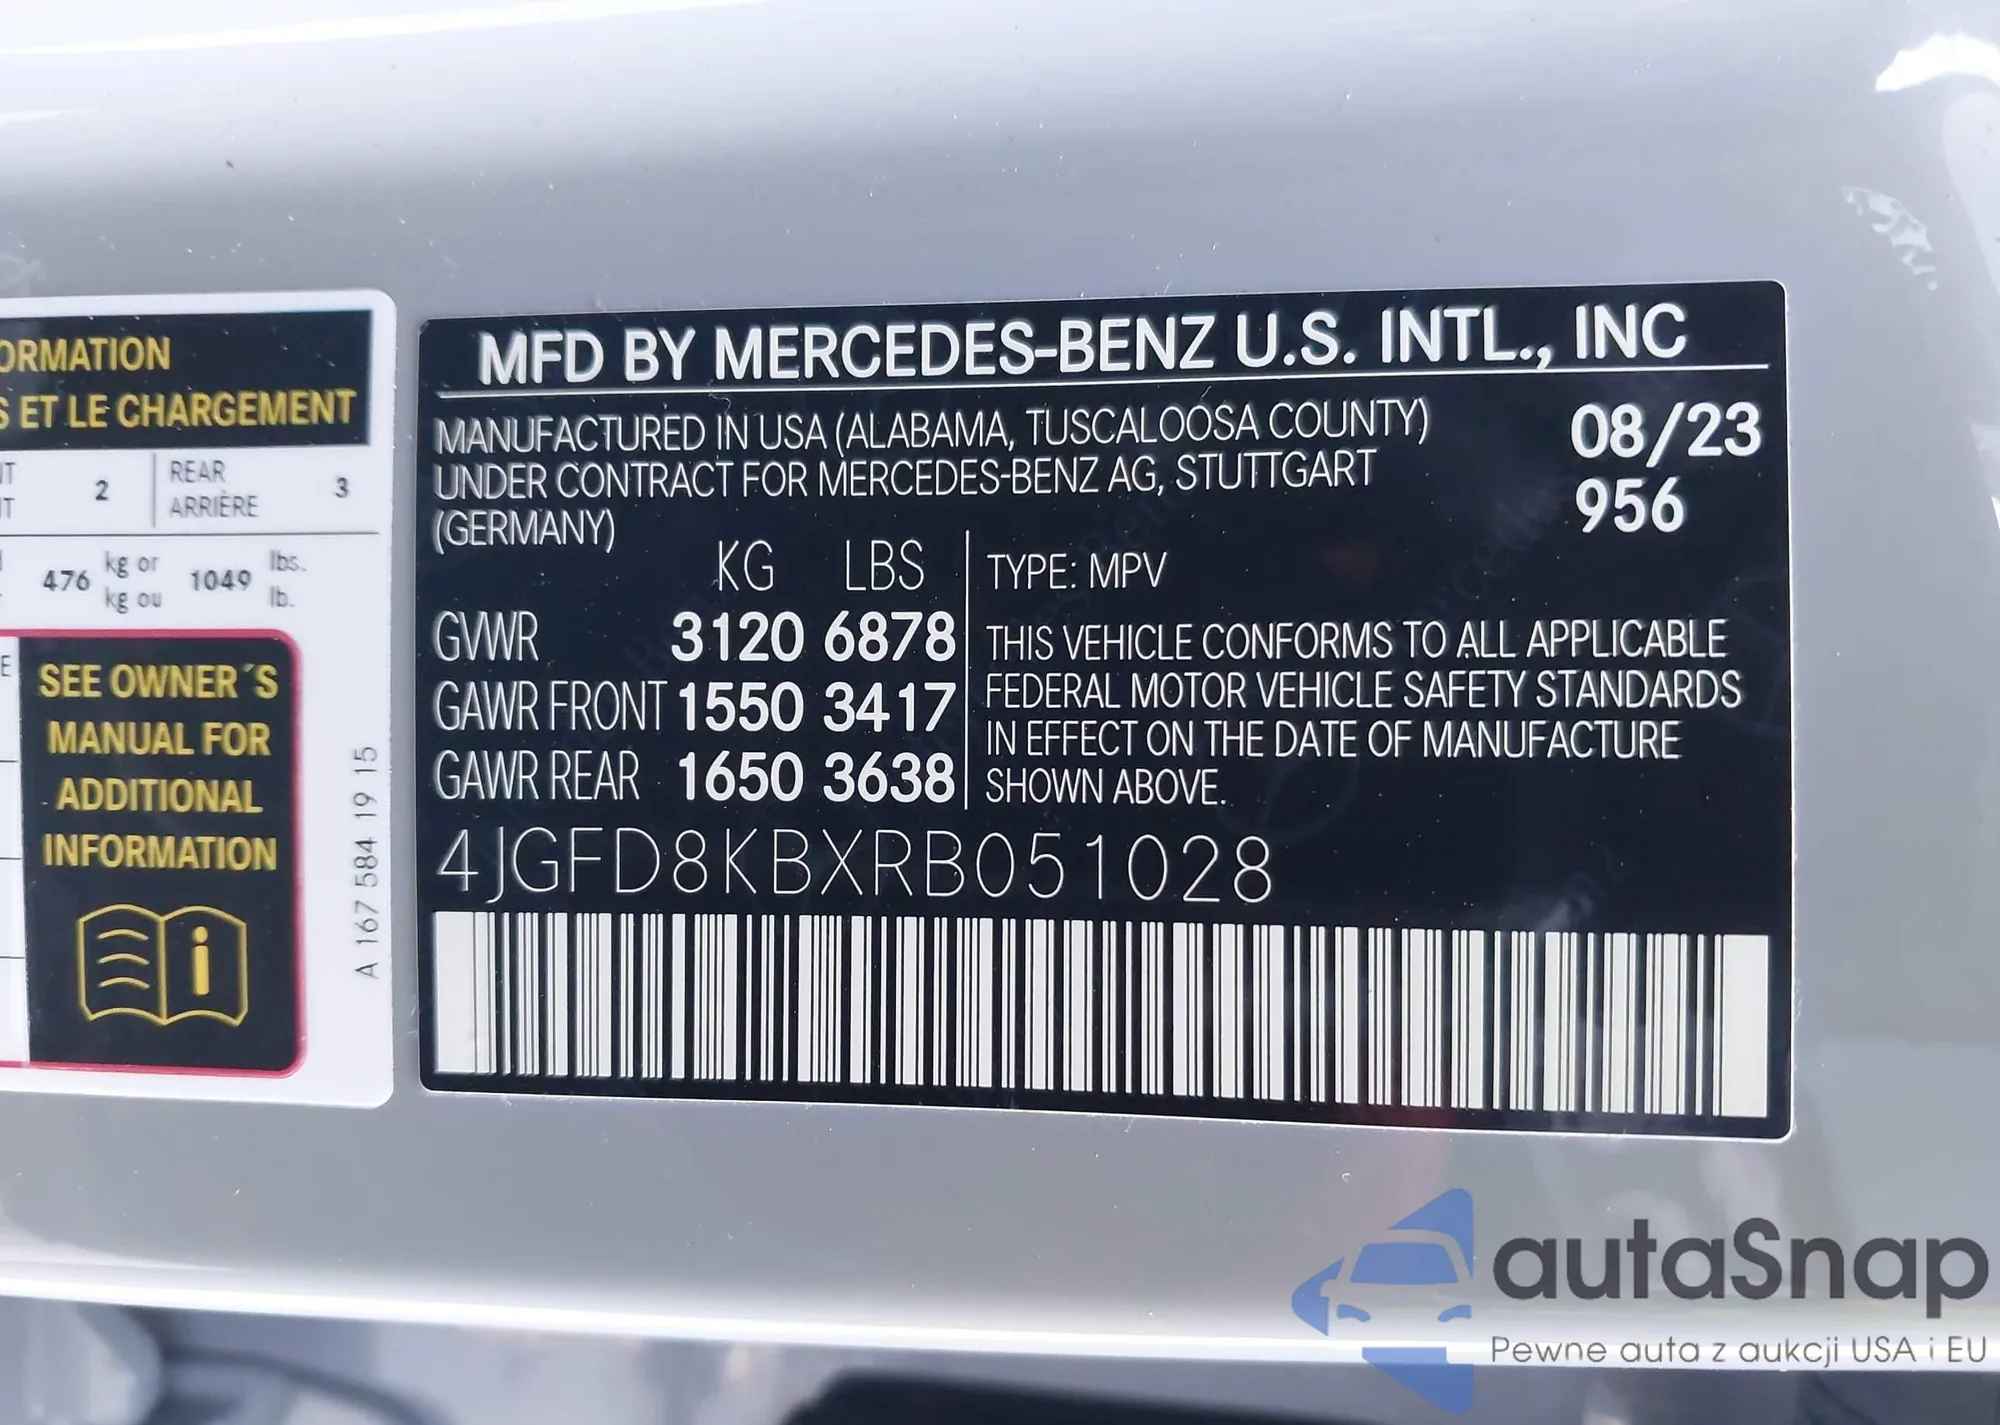 ORMATION
S ET LE CHARGEMENT
2
REAR
ARRIÈRE
3
476
kg or
kg ou
1049
lbs.
lb.
SEE OWNER´S
MANUAL FOR
ADDITIONAL
INFORMATION
A 167 584 19 15
MFD BY MERCEDES-BENZ U.S. INTL., INC
MANUFACTURED IN USA (ALABAMA, TUSCALOOSA COUNTY)
UNDER CONTRACT FOR MERCEDES-BENZ AG, STUTTGART
(GERMANY)
08/23
956
KG LBS
GVWR 3120 6878
GAWR FRONT 1550 3417
GAWR REAR 1650 3638
TYPE: MPV
THIS VEHICLE CONFORMS TO ALL APPLICABLE
FEDERAL MOTOR VEHICLE SAFETY STANDARDS
IN EFFECT ON THE DATE OF MANUFACTURE
SHOWN ABOVE.
4JGFD8KBXRB051028
autaSnap
Pewne auta z aukcji USA i EU